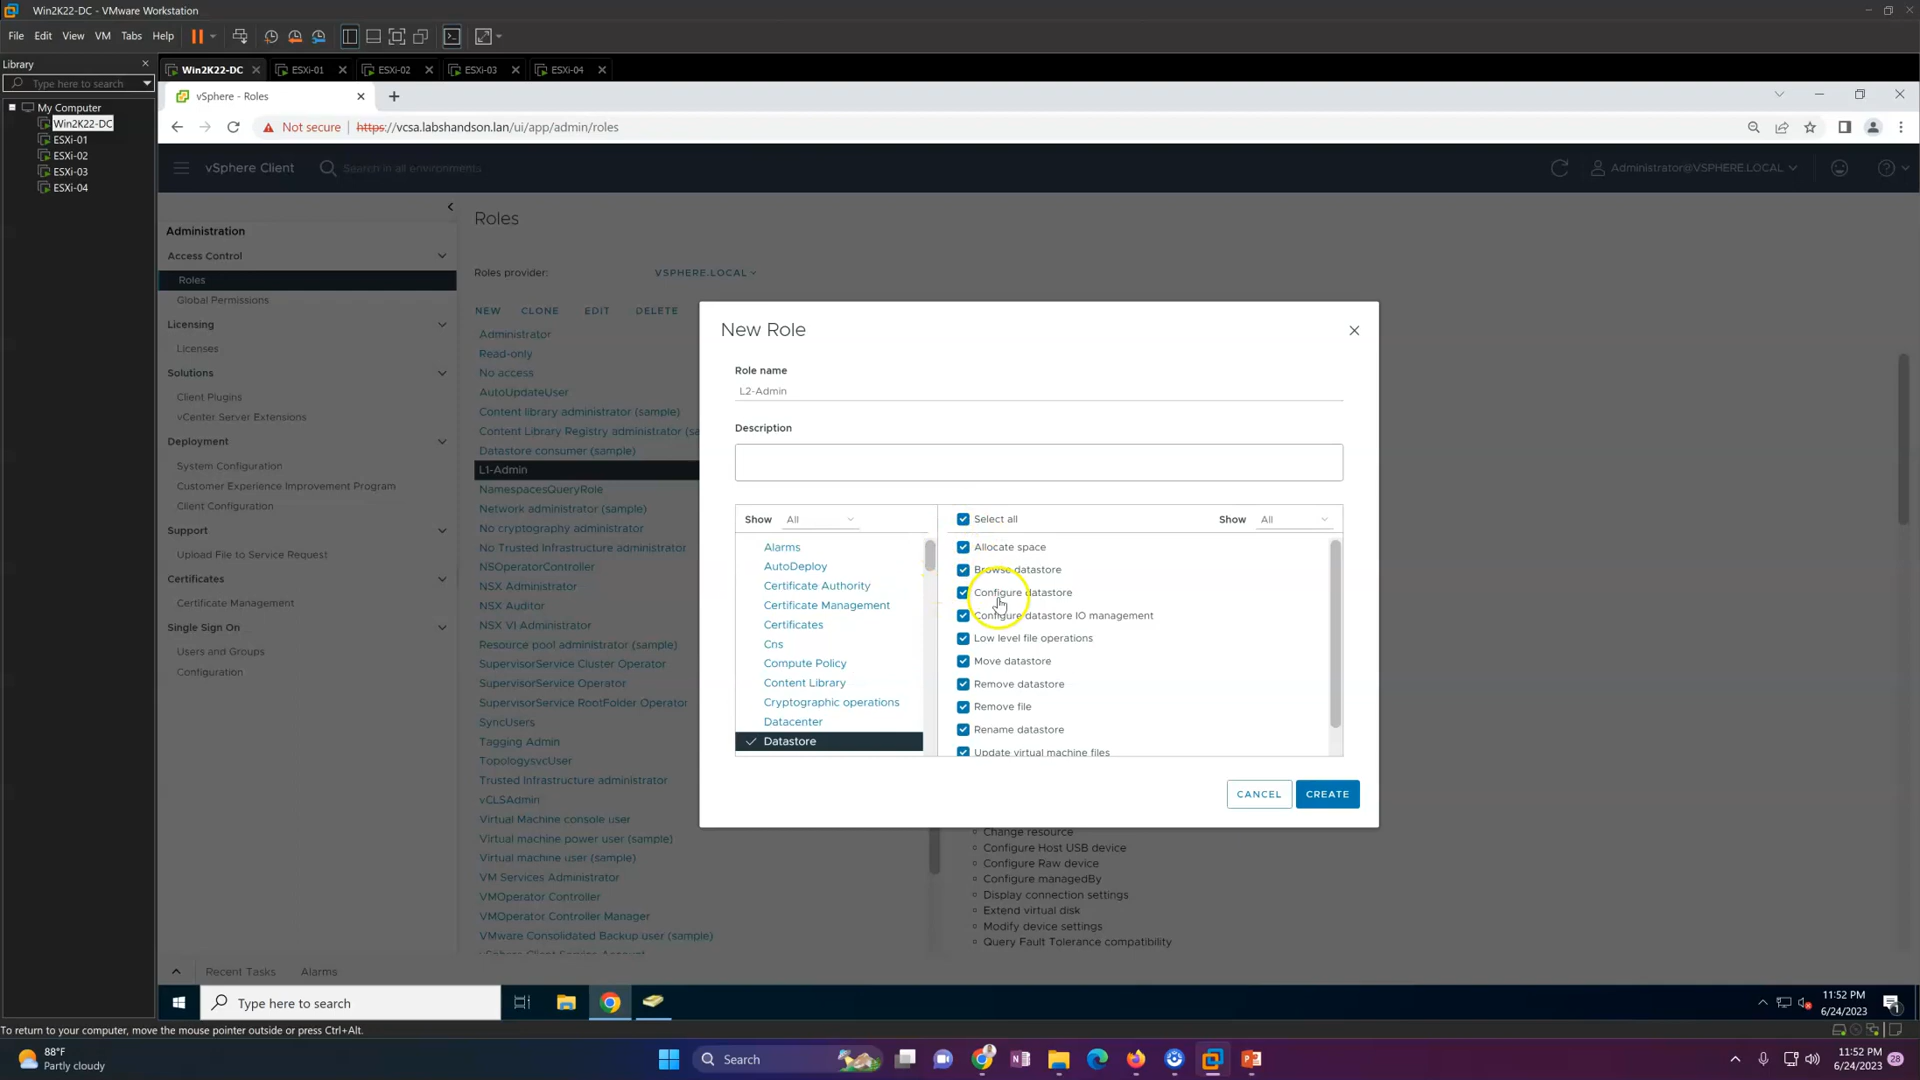 Win2K22-DC - VMware Workstation
File Edit View VM Tabs Help
Library
Type here to search
My Computer
Win2K22-DC
ESXi-01
ESXi-02
ESXi-03
ESXi-04
Win2K22-DC ESXi-01 ESXi-02 ESXi-03 ESXi-04
vSphere - Roles
Not secure https://vcsa.labshandson.lan/ui/app/admin/roles
vSphere Client Search in all environments Administrator@VSPHERE.LOCAL
Administration
Access Control
Roles
Global Permissions
Licensing
Licenses
Solutions
Client Plugins
vCenter Server Extensions
Deployment
System Configuration
Customer Experience Improvement Program
Client Configuration
Support
Upload File to Service Request
Certificates
Certificate Management
Single Sign On
Users and Groups
Configuration
Roles
Roles provider: VSPHERE.LOCAL
NEW CLONE EDIT DELETE
Administrator
Read-only
No access
AutoUpdateUser
Content library administrator (sample)
Content Library Registry administrator (sa
Datastore consumer (sample)
L1-Admin
NamespacesQueryRole
Network administrator (sample)
No cryptography administrator
No Trusted Infrastructure administrator
NSOperatorController
NSX Administrator
NSX Auditor
NSX VI Administrator
Resource pool administrator (sample)
SupervisorService Cluster Operator
SupervisorService Operator
SupervisorService RootFolder Operator
SyncUsers
Tagging Admin
TopologysvcUser
Trusted Infrastructure administrator
vCLSAdmin
Virtual Machine console user
Virtual machine power user (sample)
Virtual machine user (sample)
VM Services Administrator
VMOperator Controller
VMOperator Controller Manager
VMware Consolidated Backup user (sample)
vSphere Client Service Account
New Role
Role name
L2-Admin
Description
Show All
Alarms
AutoDeploy
Certificate Authority
Certificate Management
Certificates
Cns
Compute Policy
Content Library
Cryptographic operations
Datacenter
Datastore
Select all Show All
Allocate space
Browse datastore
Configure datastore
Configure datastore IO management
Low level file operations
Move datastore
Remove datastore
Remove file
Rename datastore
Update virtual machine files
CANCEL CREATE
Change resource
Configure Host USB device
Configure Raw device
Configure managedBy
Display connection settings
Extend virtual disk
Modify device settings
Query Fault Tolerance compatibility
Recent Tasks Alarms
Type here to search
11:52 PM
6/24/2023
1
To return to your computer, move the mouse pointer outside or press Ctrl+Alt.
88°F
Partly cloudy
Search
11:52 PM
6/24/2023
28